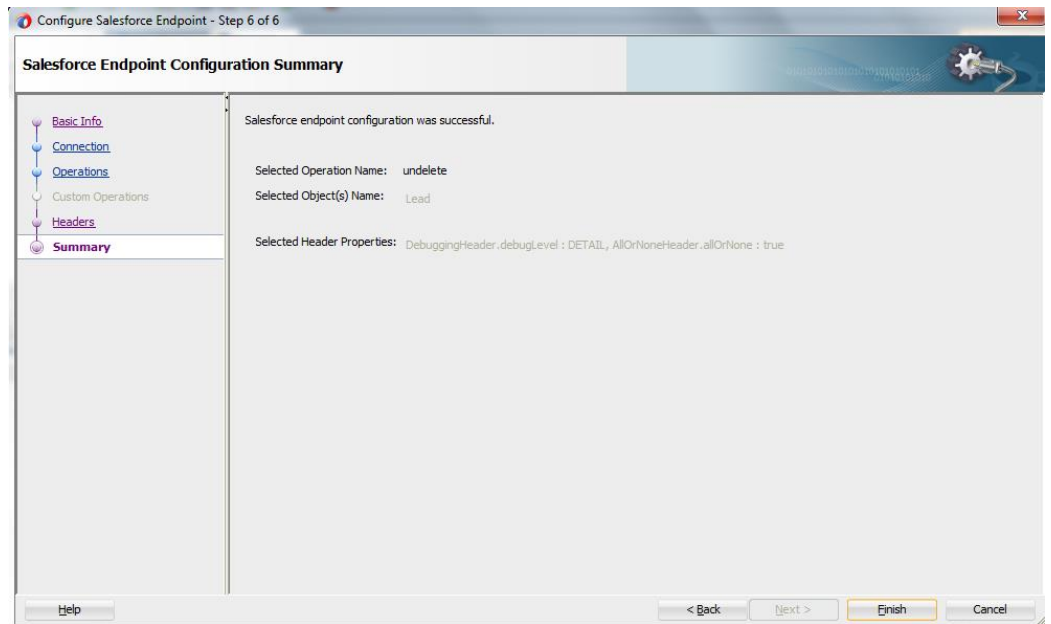 Configure Salesforce Endpoint - Step 6 of 6
x
Salesforce Endpoint Configuration Summary
Basic Info
Connection
Operations
Custom Operations
Headers
Summary
Salesforce endpoint configuration was successful.
Selected Operation Name: undelete
Selected Object(s) Name: Lead
Selected Header Properties: DebuggingHeader.debugLevel : DETAIL, AllOrNoneHeader.allOrNone : true
Help
< Back
Next >
Finish
Cancel